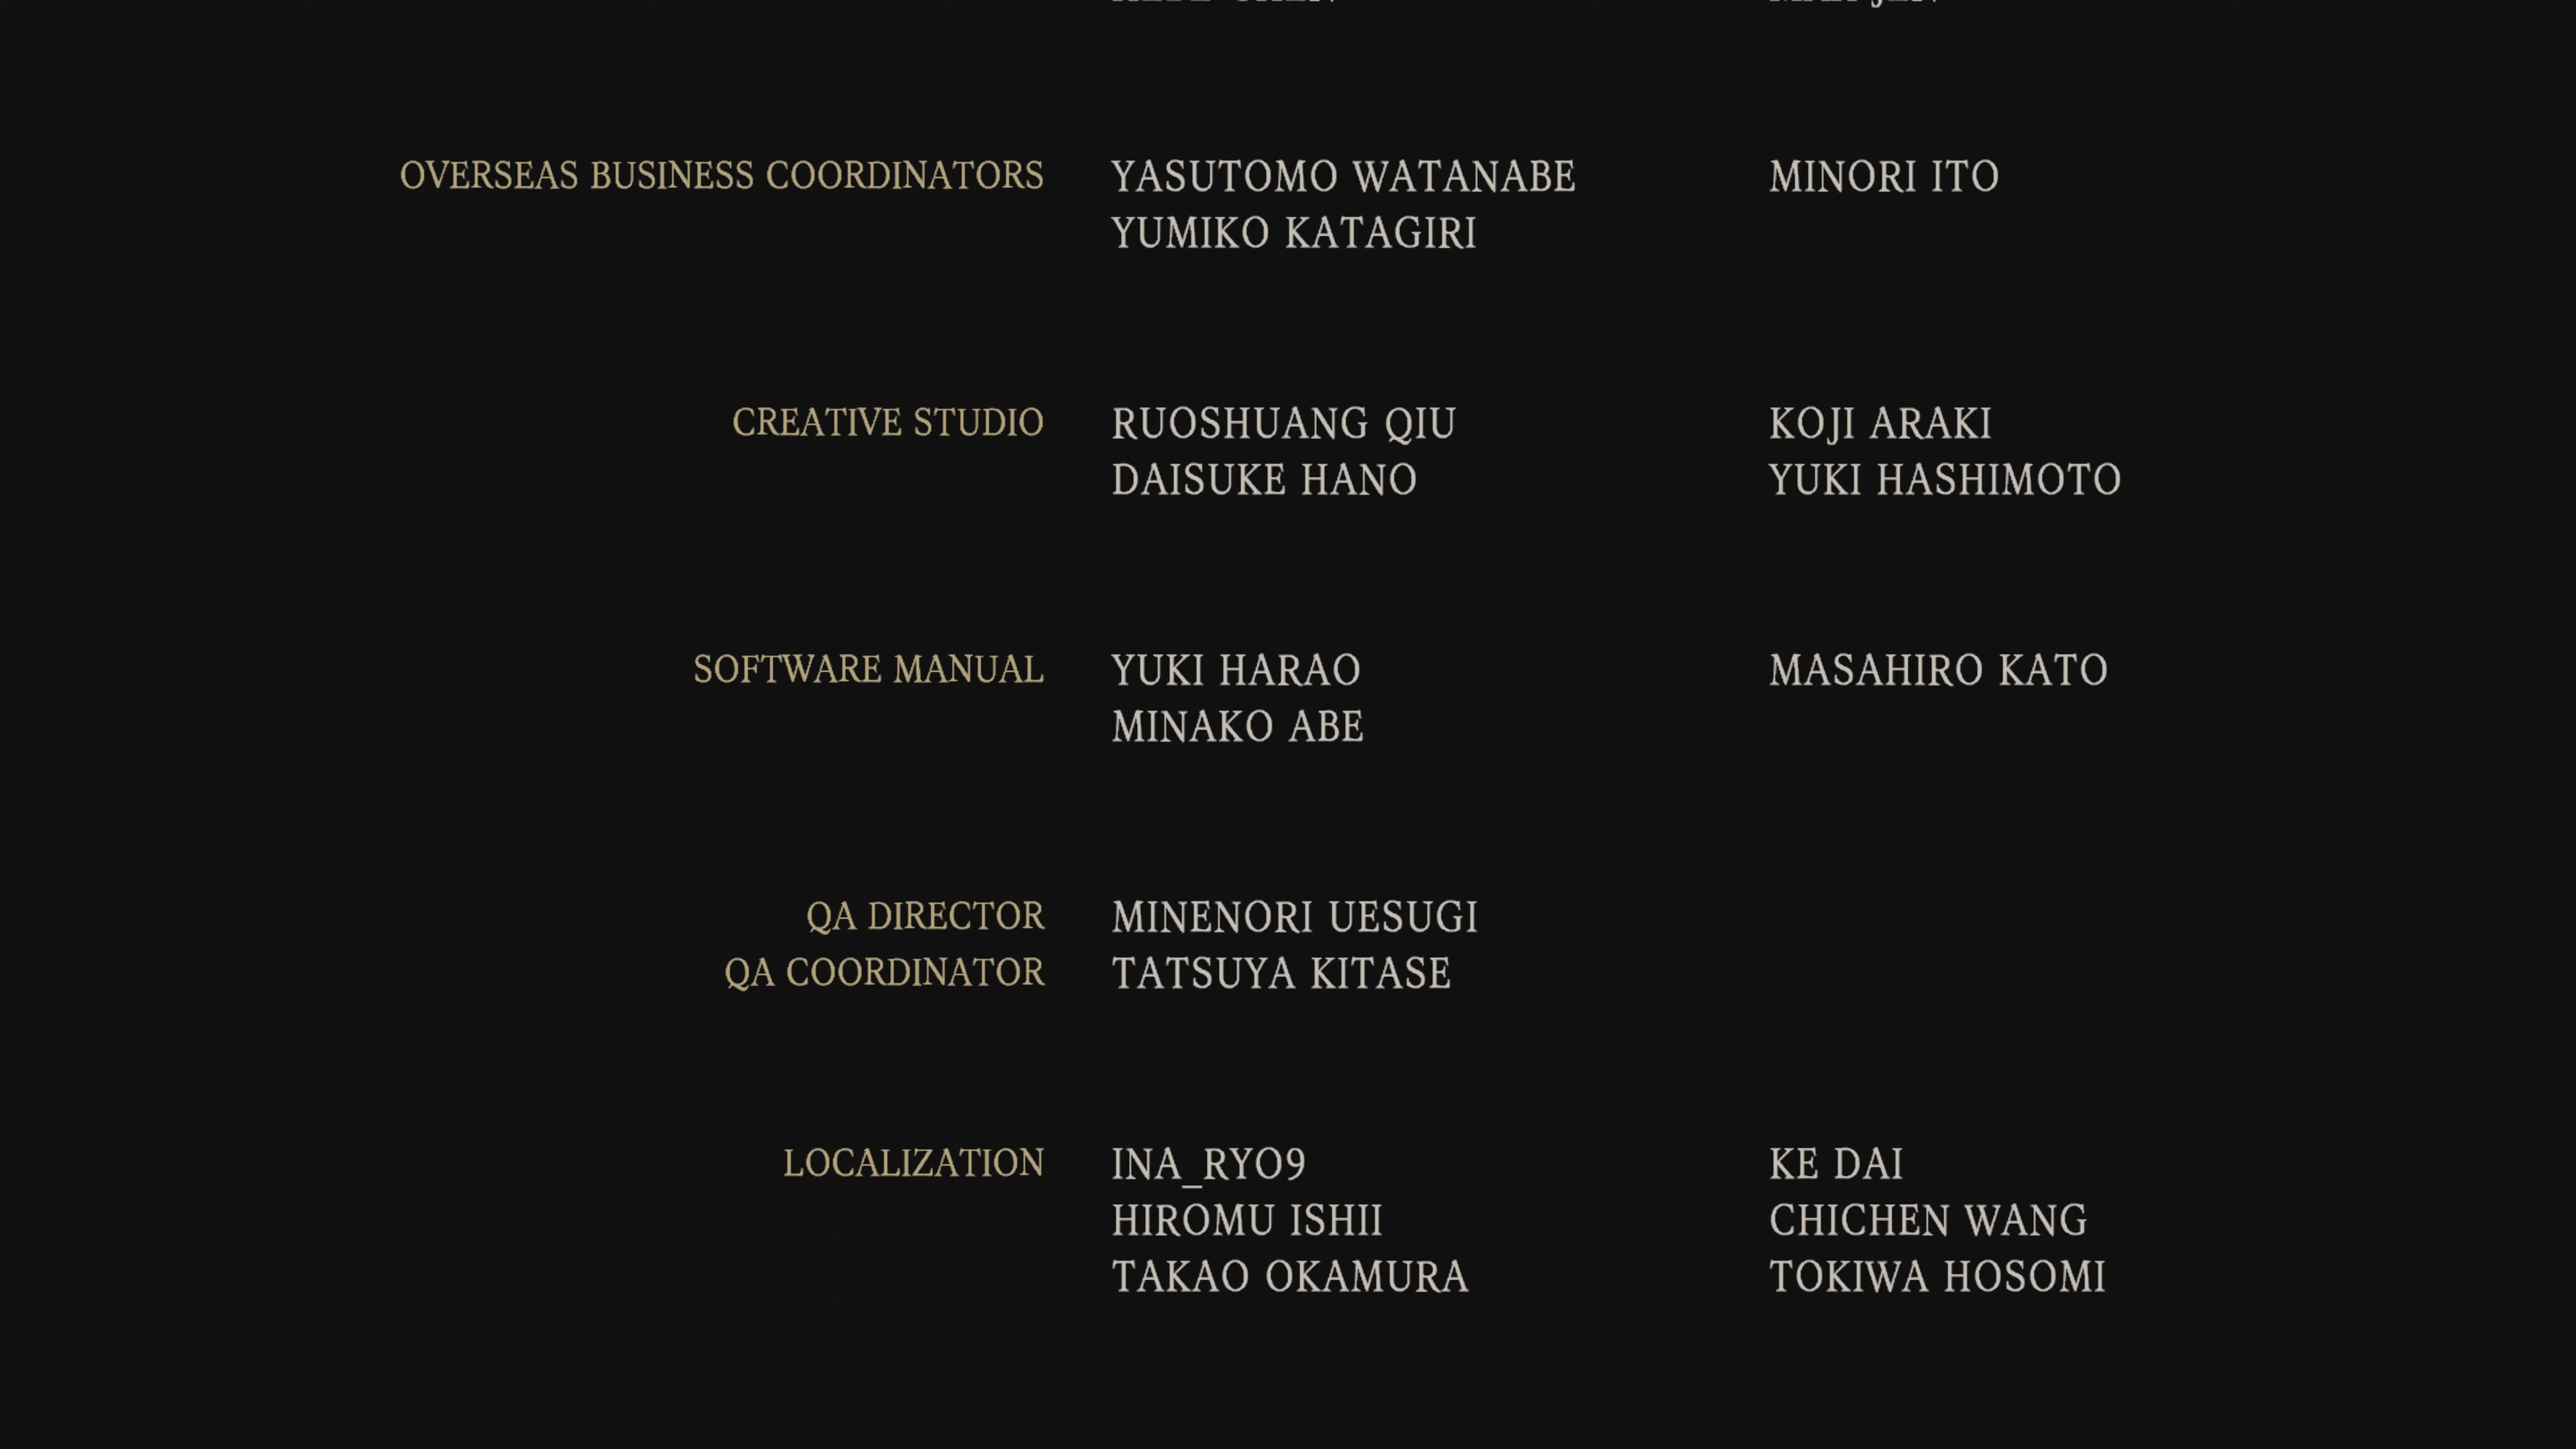 OVERSEAS BUSINESS COORDINATORS YASUTOMO WATANABE MINORI ITO
YUMIKO KATAGIRI
CREATIVE STUDIO RUOSHUANG QIU KOJI ARAKI
DAISUKE HANO YUKI HASHIMOTO
SOFTWARE MANUAL YUKI HARAO MASAHIRO KATO
MINAKO ABE
QA DIRECTOR MINENORI UESUGI
QA COORDINATOR TATSUYA KITASE
LOCALIZATION INA_RYO9 KE DAI
HIROMU ISHII CHICHEN WANG
TAKAO OKAMURA TOKIWA HOSOMI